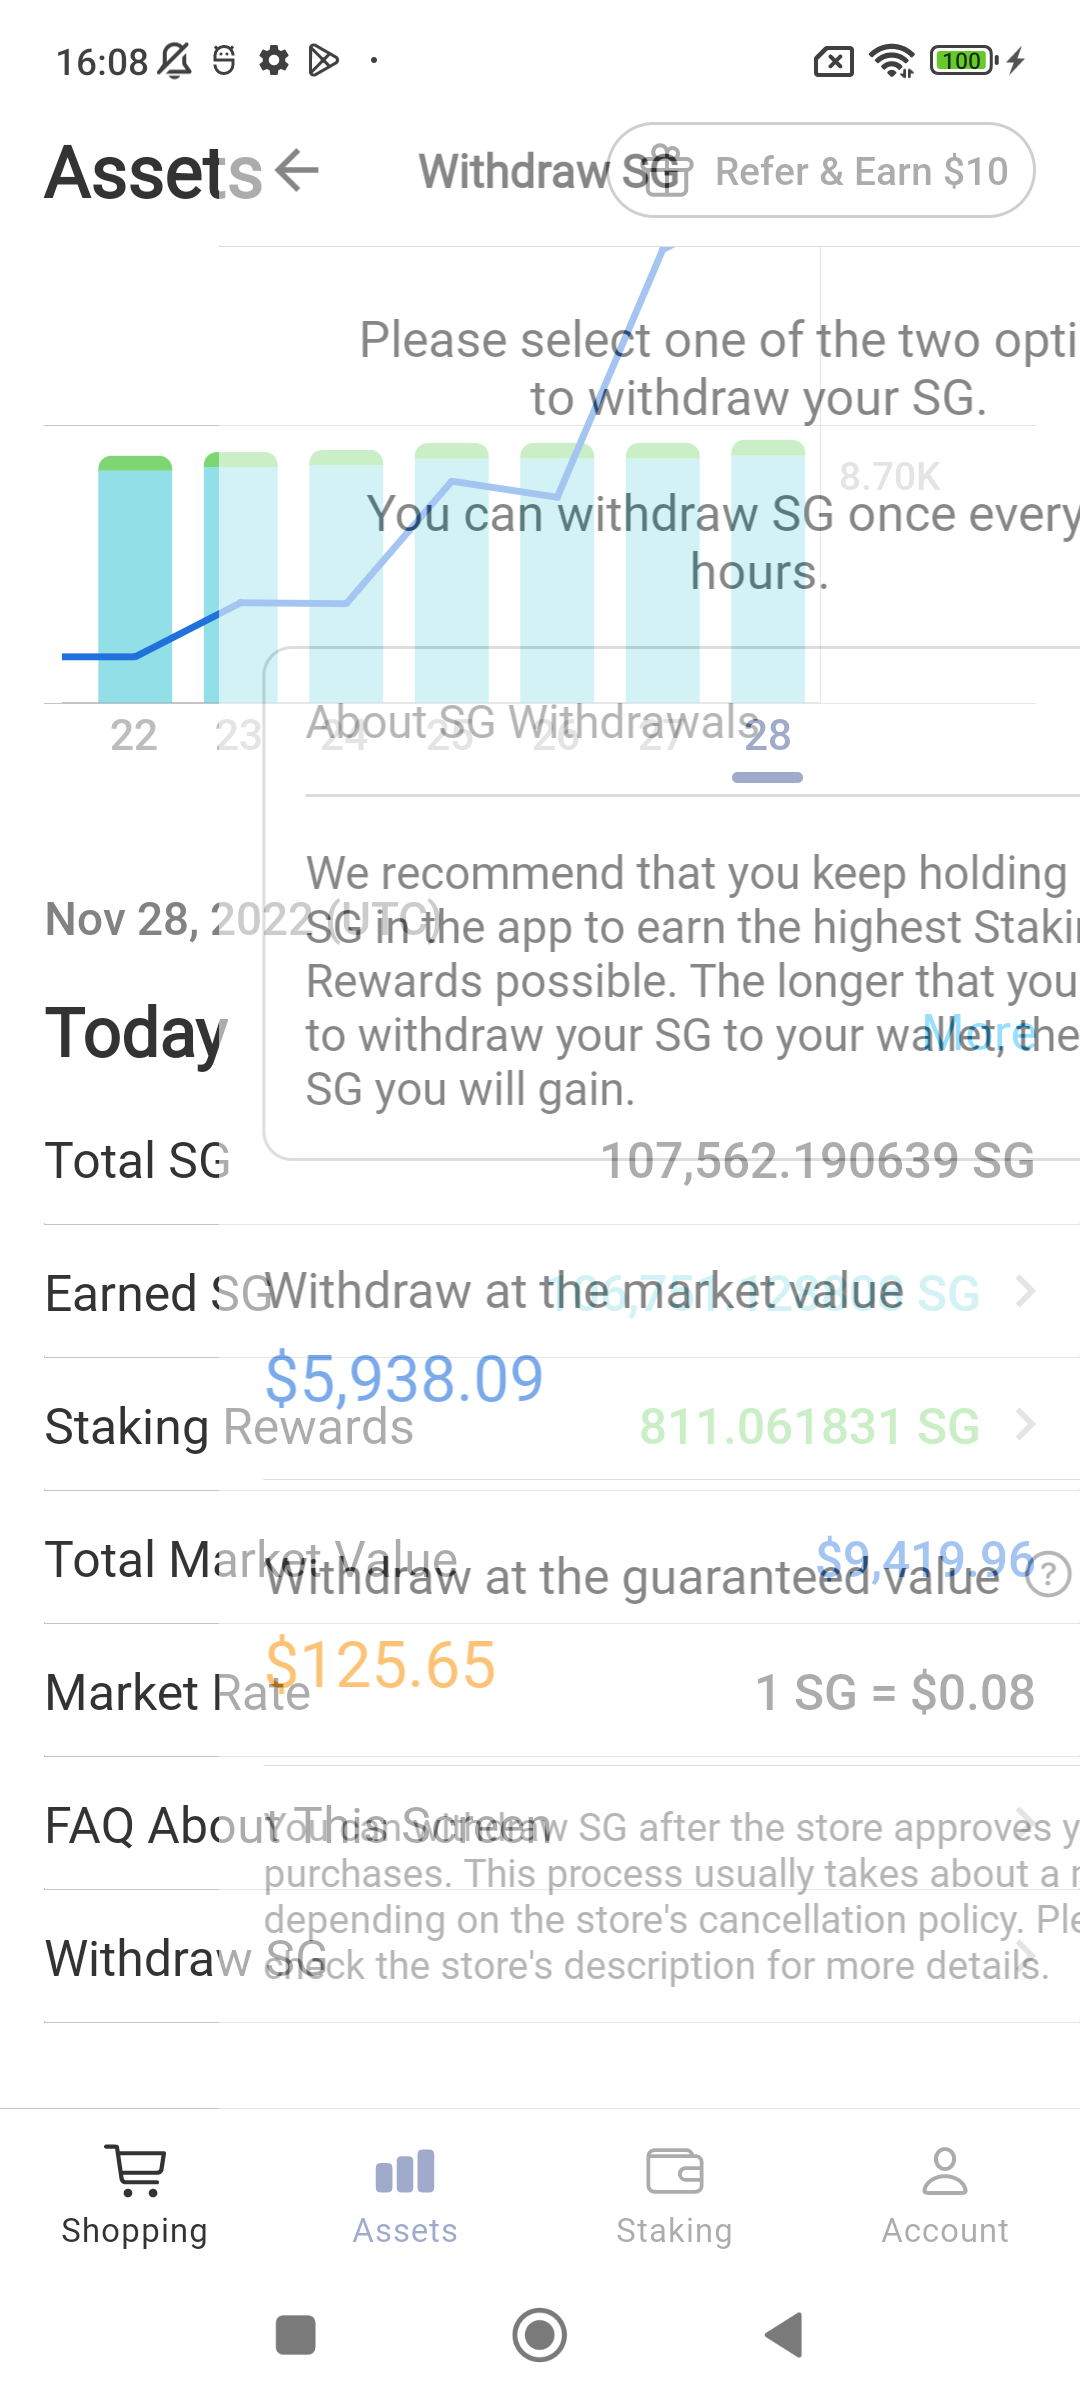 16:08
100
Assets
Withdraw SG
Refer & Earn $10
Please select one of the two opti
to withdraw your SG.
8.70K
You can withdraw SG once every
hours.
22 23 24 25 26 27 28
About SG Withdrawals
We recommend that you keep holding
Nov 28, 2022 (UTC)
SG in the app to earn the highest Stakin
Rewards possible. The longer that you
Today
More
to withdraw your SG to your wallet, the
SG you will gain.
Total SG
107,562.190639 SG
Earned SG
SG
Withdraw at the market value
$5,938.09
Staking Rewards
811.061831 SG
Total Market Value
$9,419.96
Withdraw at the guaranteed value
?
$125.65
Market Rate
1 SG = $0.08
FAQ About This Screen
You can withdraw SG after the store approves y
purchases. This process usually takes about a m
depending on the store's cancellation policy. Ple
Withdraw SG
check the store's description for more details.
Shopping
Assets
Staking
Account